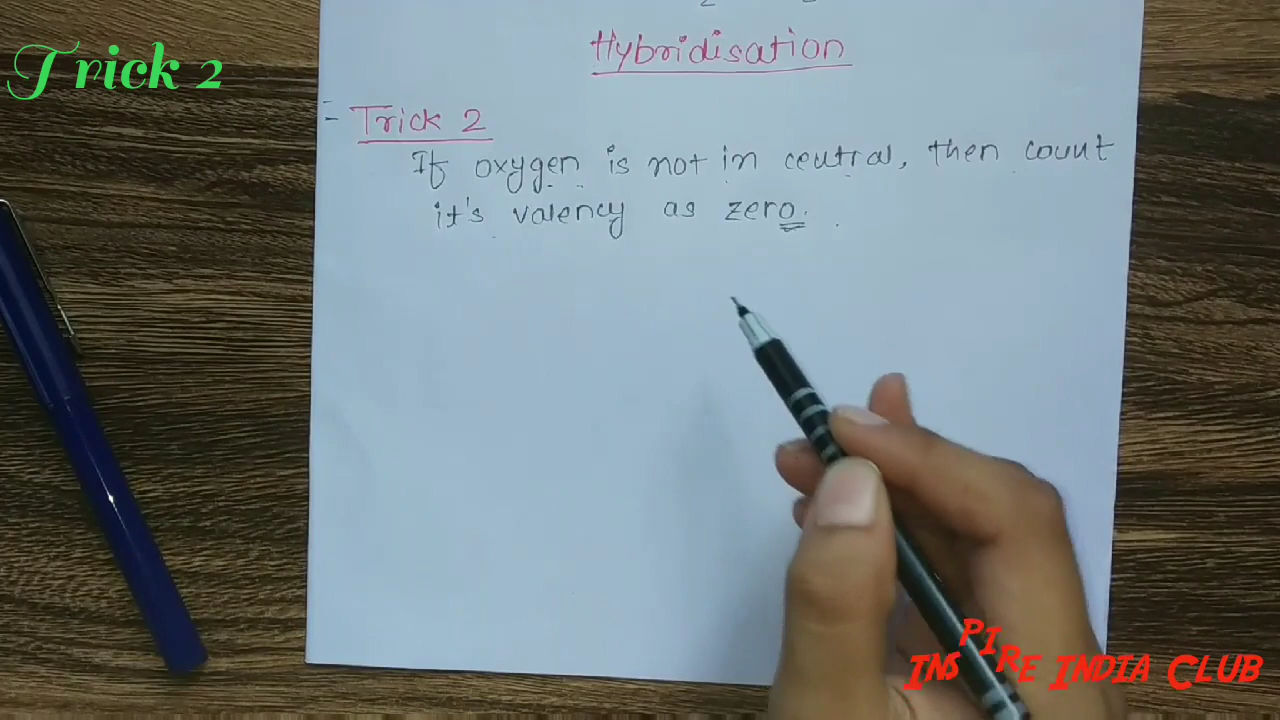 Trick 2
Hybridisation
Trick 2
If oxygen is not in central, then count
it's valency as zero.
INSPIRE INDIA CLUB